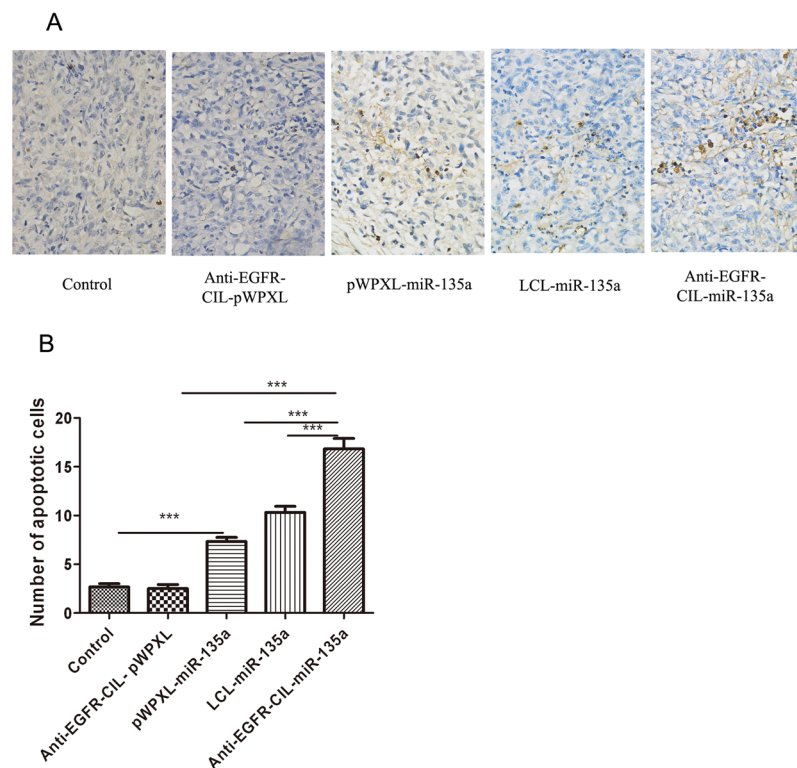 A
Control
Anti-EGFR-
CIL-pWPXL
pWPXL-miR-135a
LCL-miR-135a
Anti-EGFR-
CIL-miR-135a
B
***
***
***
***
20
15
10
5
0
Number of apoptotic cells
Control
Anti-EGFR-CIL- pWPXL
pWPXL-miR-135a
LCL-miR-135a
Anti-EGFR-CIL-miR-135a